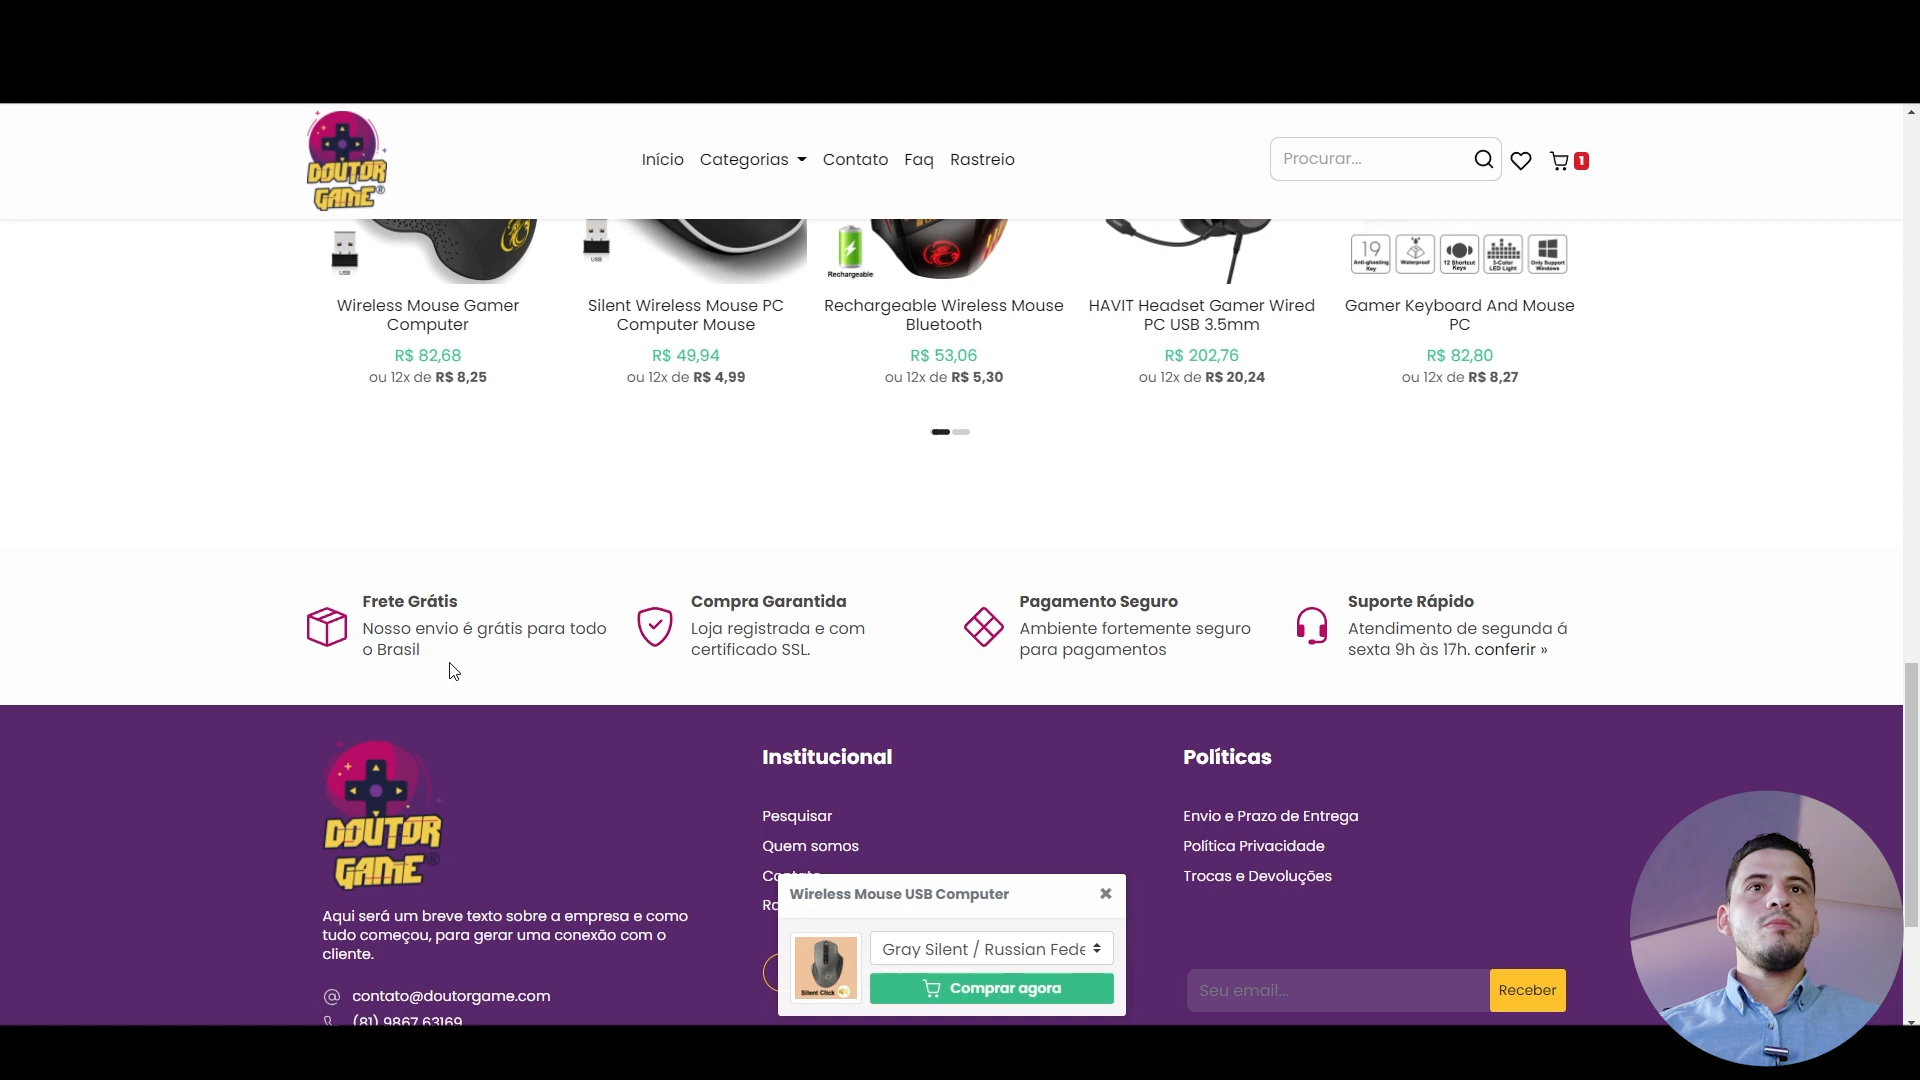 DOUTOR
GAME®
Início
Categorias
Contato
Faq
Rastreio
Procurar...
1
USB
USB
Rechargeable
19
Anti-ghosting
Key
Waterproof
12 Shortcut
Keys
3-Color
LED Light
Only Support
Windows
Wireless Mouse Gamer
Computer
R$ 82,68
ou 12x de R$ 8,25
Silent Wireless Mouse PC
Computer Mouse
R$ 49,94
ou 12x de R$ 4,99
Rechargeable Wireless Mouse
Bluetooth
R$ 53,06
ou 12x de R$ 5,30
HAVIT Headset Gamer Wired
PC USB 3.5mm
R$ 202,76
ou 12x de R$ 20,24
Gamer Keyboard And Mouse
PC
R$ 82,80
ou 12x de R$ 8,27
Frete Grátis
Nosso envio é grátis para todo
o Brasil
Compra Garantida
Loja registrada e com
certificado SSL.
Pagamento Seguro
Ambiente fortemente seguro
para pagamentos
Suporte Rápido
Atendimento de segunda á
sexta 9h às 17h. conferir »
DOUTOR
GAME®
Aqui será um breve texto sobre a empresa e como
tudo começou, para gerar uma conexão com o
cliente.
contato@doutorgame.com
(81) 9867 63169
Institucional
Pesquisar
Quem somos
Contato
Políticas
Envio e Prazo de Entrega
Política Privacidade
Trocas e Devoluções
Seu email...
Receber
Wireless Mouse USB Computer
Silent Click
Gray Silent / Russian Fede
Comprar agora